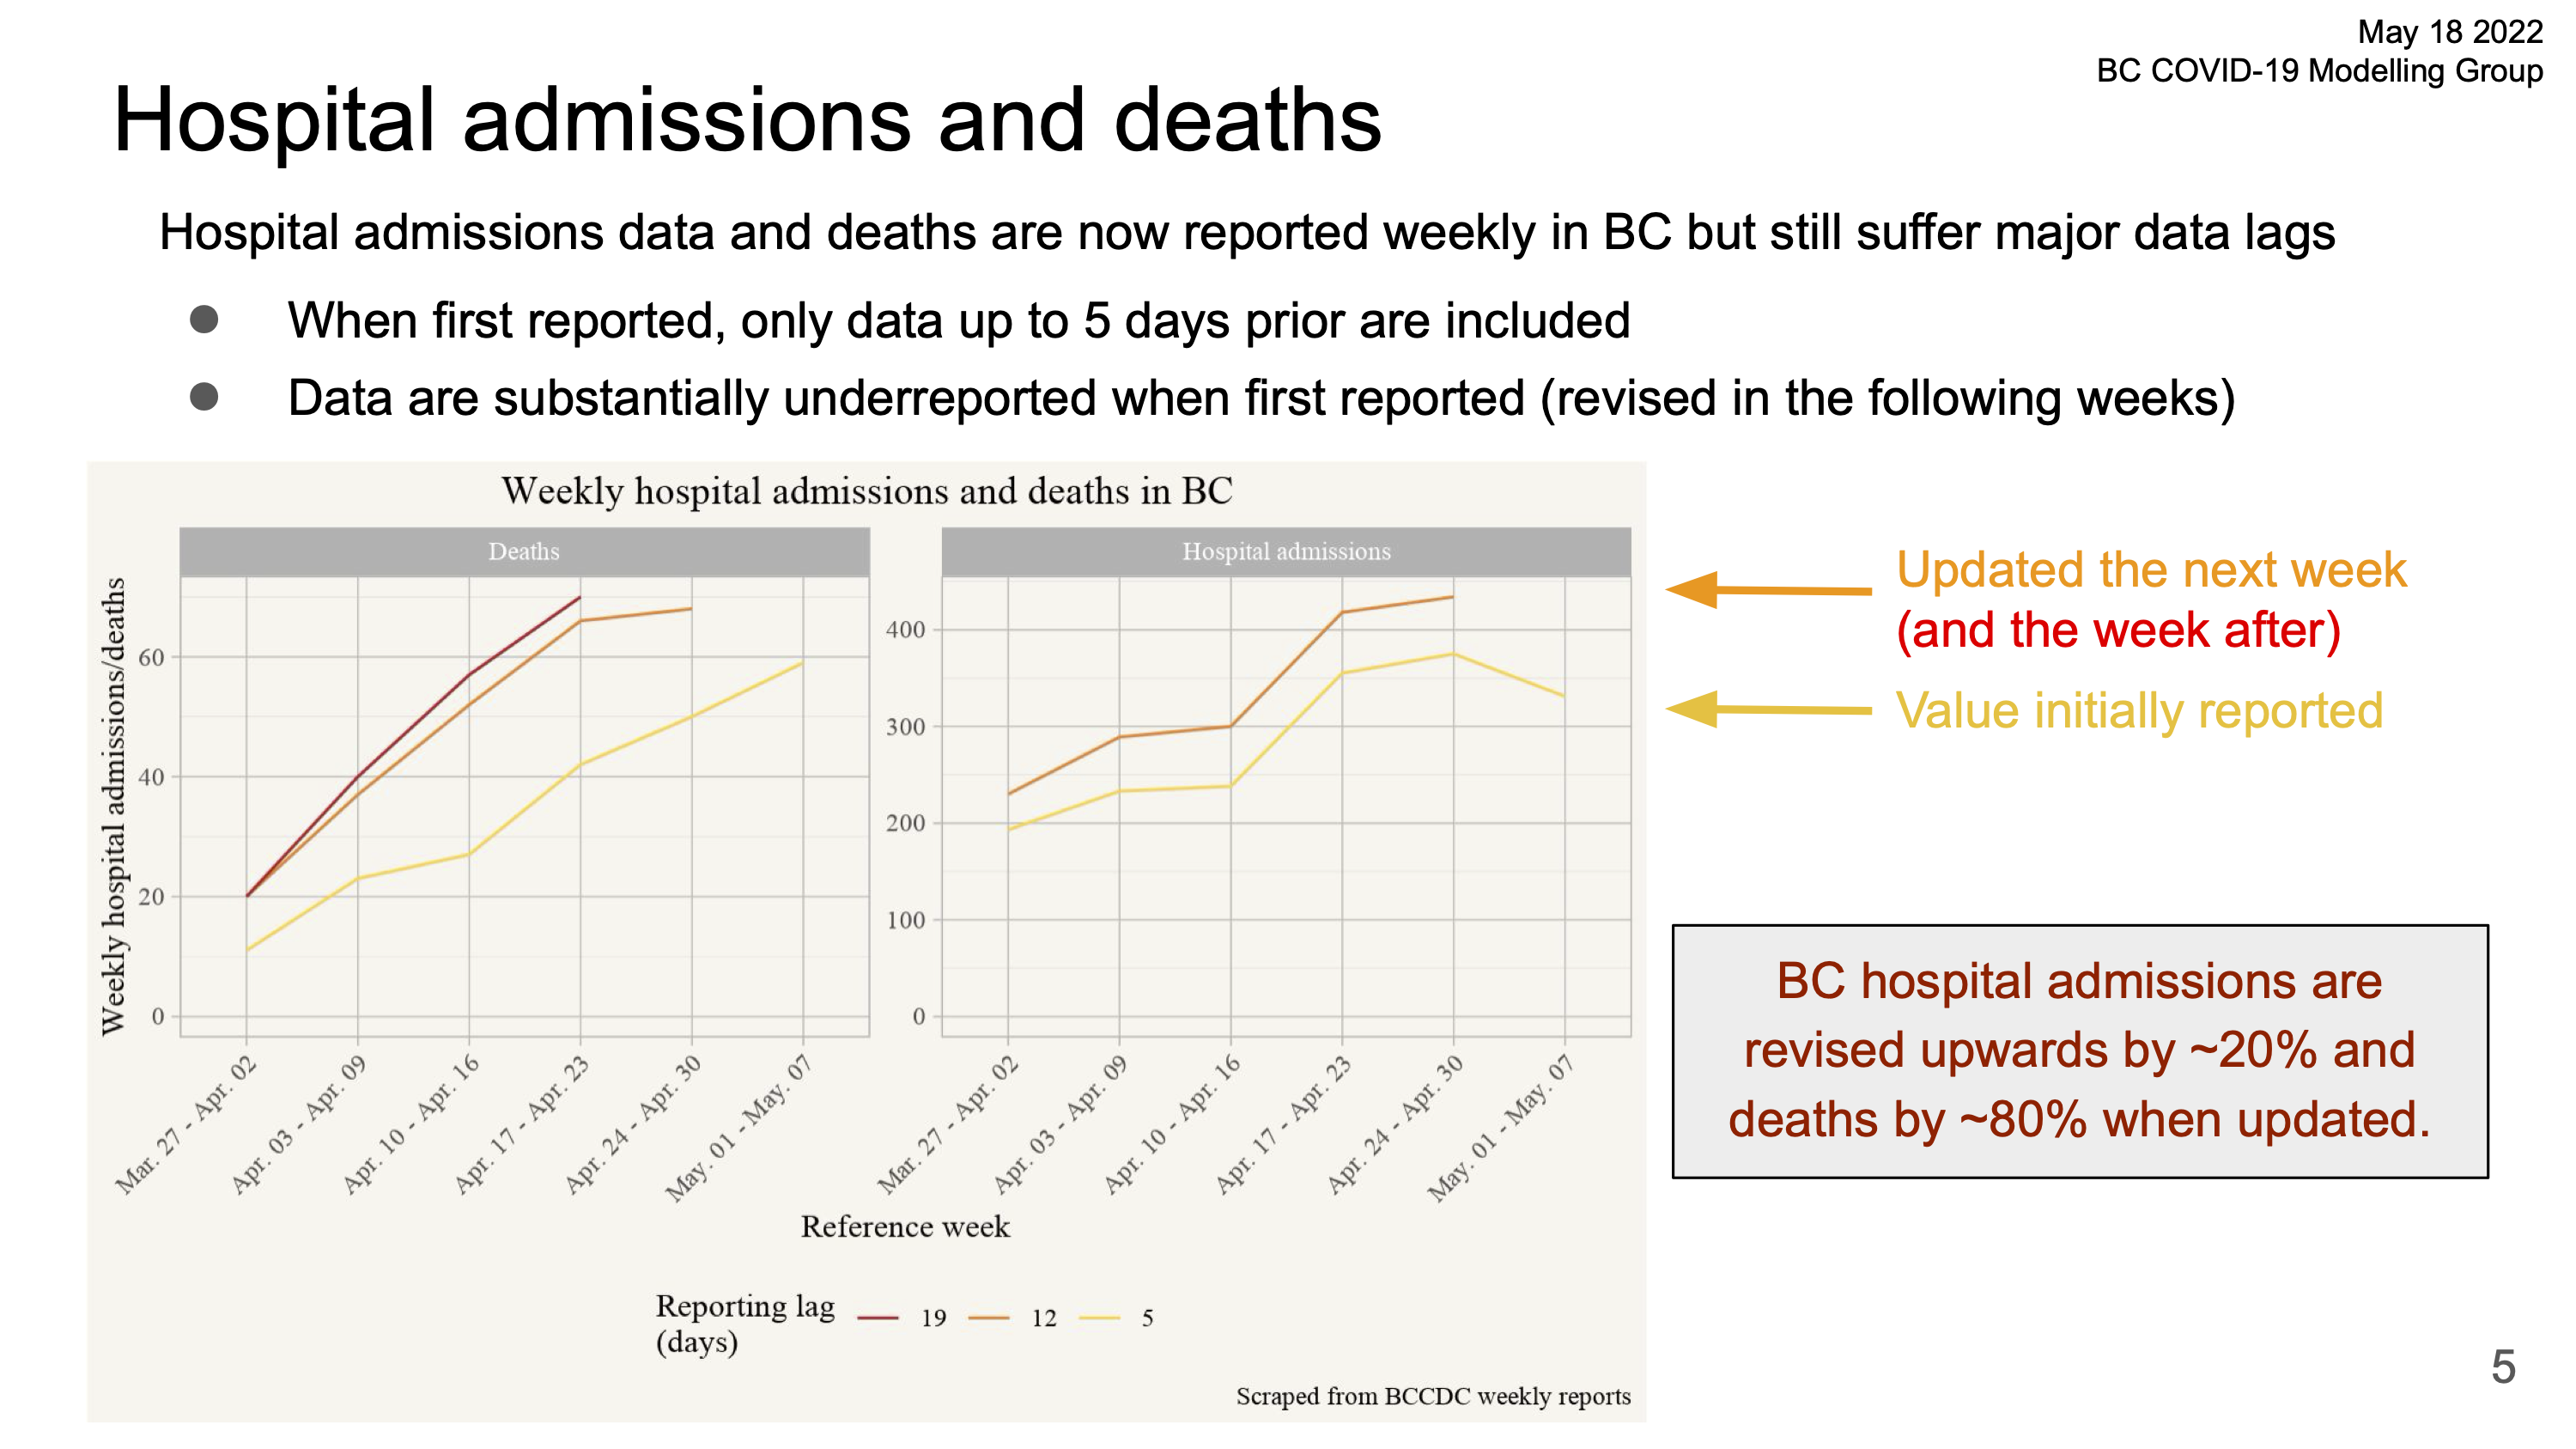 May 18 2022
BC COVID-19 Modelling Group
Hospital admissions and deaths
Hospital admissions data and deaths are now reported weekly in BC but still suffer major data lags
● When first reported, only data up to 5 days prior are included
● Data are substantially underreported when first reported (revised in the following weeks)
Weekly hospital admissions and deaths in BC
Deaths
Hospital admissions
Weekly hospital admissions/deaths
60
40
20
0
400
300
200
100
0
Mar. 27 - Apr. 02
Apr. 03 - Apr. 09
Apr. 10 - Apr. 16
Apr. 17 - Apr. 23
Apr. 24 - Apr. 30
May. 01 - May. 07
Mar. 27 - Apr. 02
Apr. 03 - Apr. 09
Apr. 10 - Apr. 16
Apr. 17 - Apr. 23
Apr. 24 - Apr. 30
May. 01 - May. 07
Reference week
Reporting lag
(days)
19
12
5
Scraped from BCCDC weekly reports
Updated the next week
(and the week after)
Value initially reported
BC hospital admissions are
revised upwards by ~20% and
deaths by ~80% when updated.
5